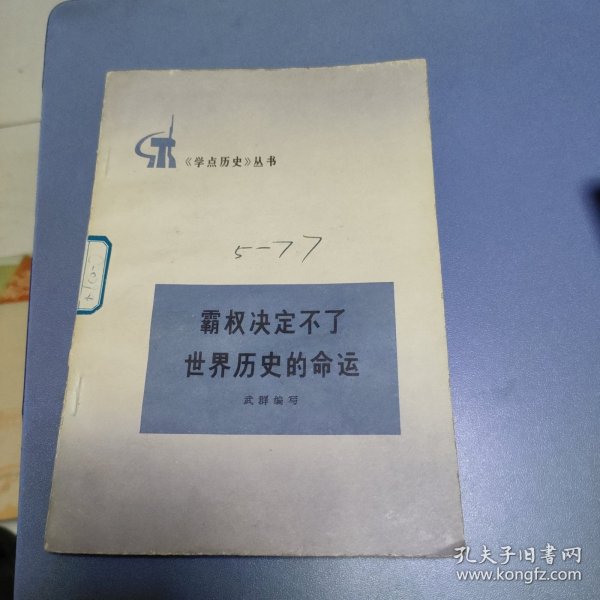 《学点历史》丛书
5-77
霸权决定不了
世界历史的命运
武群编写
孔夫子旧书网
www.kongfz.com